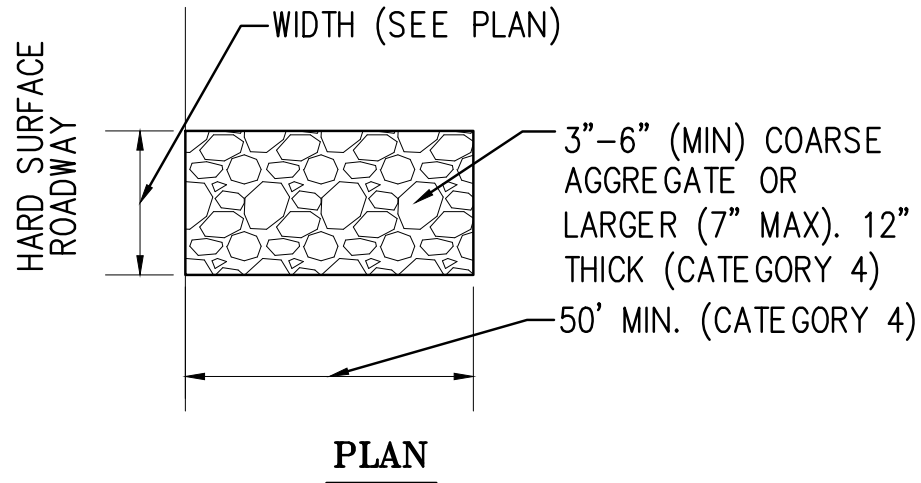 WIDTH (SEE PLAN)
HARD SURFACE
ROADWAY
3”-6” (MIN) COARSE
AGGREGATE OR
LARGER (7” MAX). 12”
THICK (CATEGORY 4)
50’ MIN. (CATEGORY 4)
PLAN